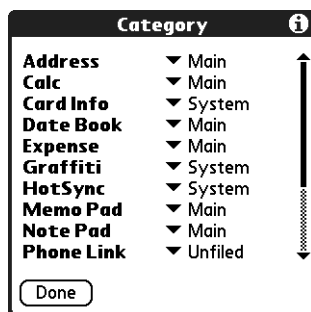 Category
Address Main
Calc Main
Card Info System
Date Book Main
Expense Main
Graffiti System
HotSync System
Memo Pad Main
Note Pad Main
Phone Link Unfiled
Done